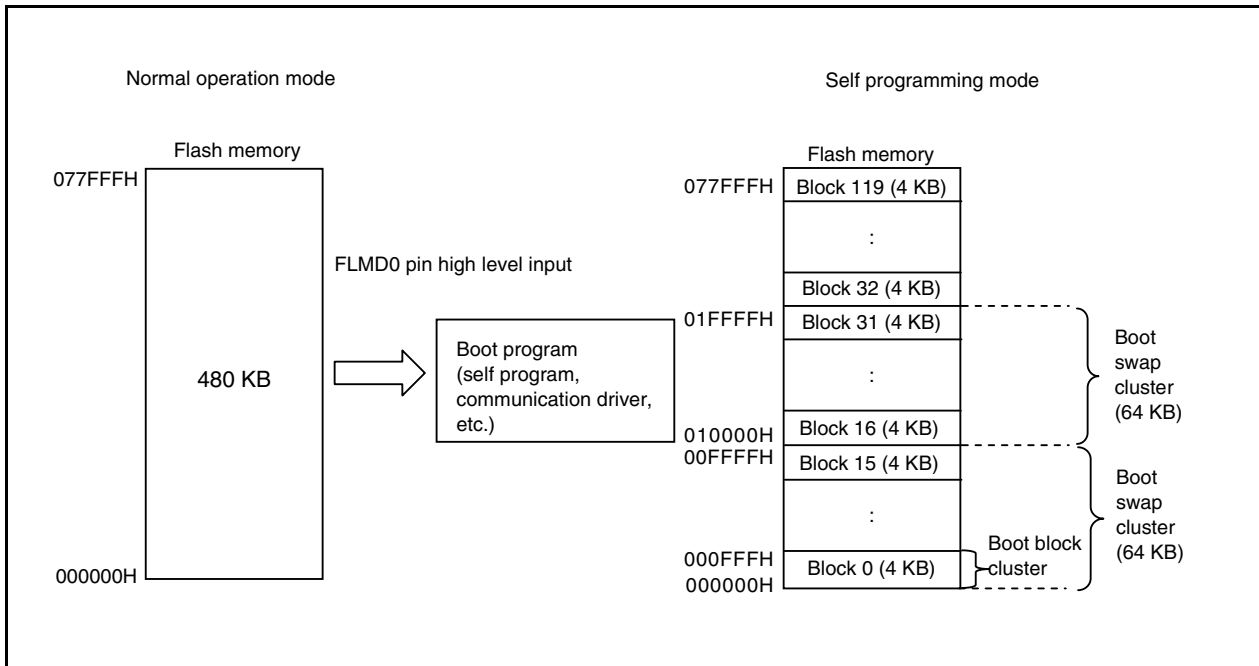 Normal operation mode
Self programming mode
Flash memory
077FFFH
480 KB
000000H
FLMD0 pin high level input
Boot program
(self program,
communication driver,
etc.)
Flash memory
077FFFH
Block 119 (4 KB)
:
Block 32 (4 KB)
01FFFFH
Block 31 (4 KB)
:
010000H
Block 16 (4 KB)
00FFFFH
Block 15 (4 KB)
:
000FFFH
Block 0 (4 KB)
000000H
Boot block
cluster
Boot
swap
cluster
(64 KB)
Boot
swap
cluster
(64 KB)